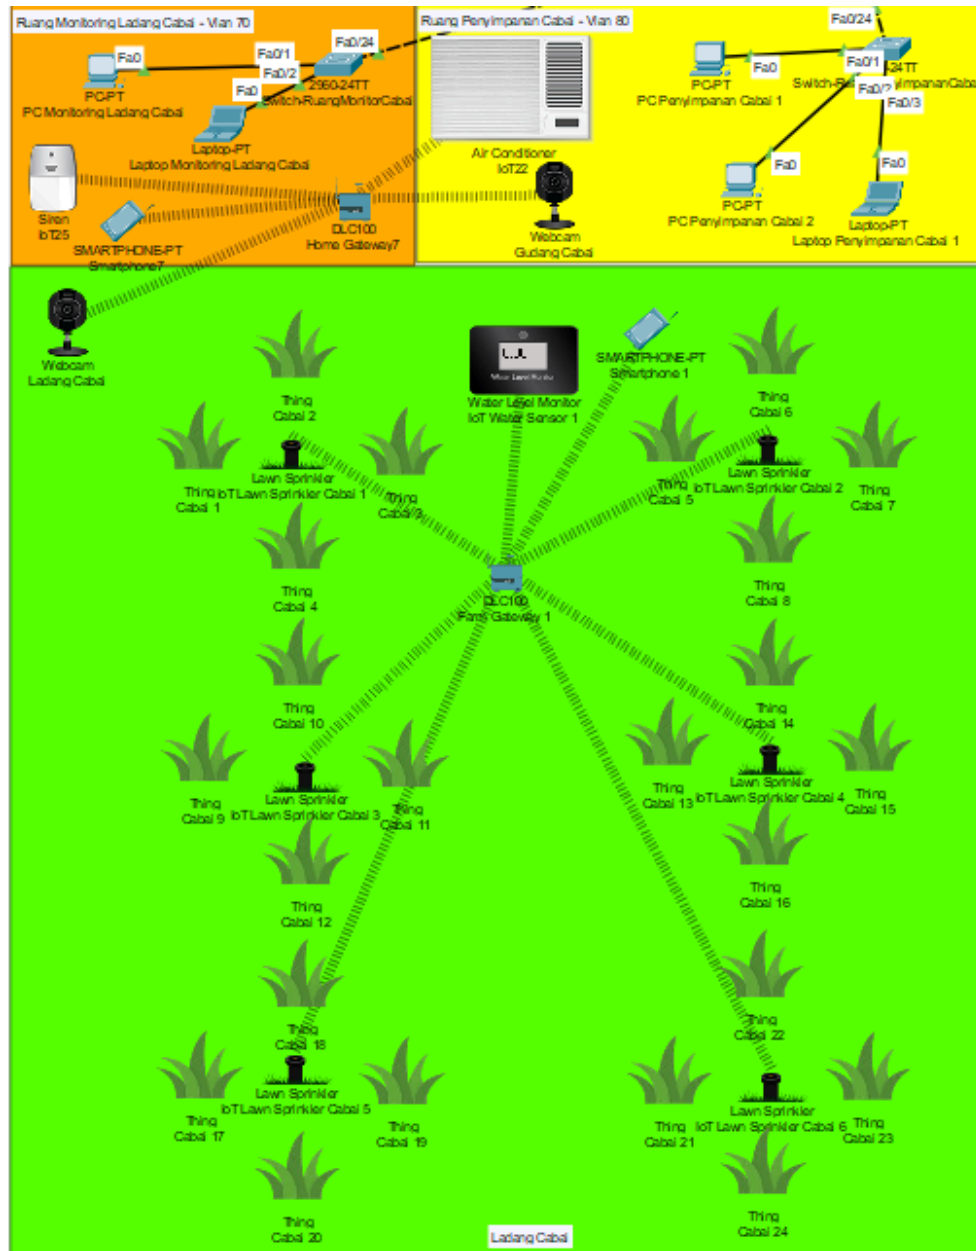 Ruang Monitoring Ladang Cabai - Vlan 70
Fa0
Fa0/1
Fa0/24
Fa0/2
Fa0
PC-PT
PC Monitoring Ladang Cabai
2960-24TT
Switch-RuangMonitorCabai
Laptop-PT
Laptop Monitoring Ladang Cabai
Siren
IoT25
SMARTPHONE-PT
Smartphone7
DLC100
Home Gateway7
Ruang Penyimpanan Cabai - Vlan 80
Fa0/24
Fa0
Fa0/1
Fa0/2
Fa0/3
Fa0
Fa0
PC-PT
PC Penyimpanan Cabai 1
-24TT
Air Conditioner
IoT22
Webcam
Gudang Cabai
PC-PT
PC Penyimpanan Cabai 2
Laptop-PT
Laptop Penyimpanan Cabai 1
Webcam
Ladang Cabai
Water Level Monitor
Water Level Monitor
IoT Water Sensor 1
SMARTPHONE-PT
Smartphone 1
Thing
Cabai 2
Thing
Cabai 6
Lawn Sprinkler
IoT Lawn Sprinkler Cabai 1
Thing
Cabai 1
Thing
Cabai 3
Lawn Sprinkler
IoT Lawn Sprinkler Cabai 2
Thing
Cabai 5
Thing
Cabai 7
Thing
Cabai 4
DLC100
Farm Gateway 1
Thing
Cabai 8
Thing
Cabai 10
Thing
Cabai 14
Lawn Sprinkler
IoT Lawn Sprinkler Cabai 3
Thing
Cabai 9
Thing
Cabai 11
Lawn Sprinkler
IoT Lawn Sprinkler Cabai 4
Thing
Cabai 13
Thing
Cabai 15
Thing
Cabai 12
Thing
Cabai 16
Thing
Cabai 18
Thing
Cabai 22
Lawn Sprinkler
IoT Lawn Sprinkler Cabai 5
Thing
Cabai 17
Thing
Cabai 19
Lawn Sprinkler
IoT Lawn Sprinkler Cabai 6
Thing
Cabai 21
Thing
Cabai 23
Thing
Cabai 20
Thing
Cabai 24
Ladang Cabai